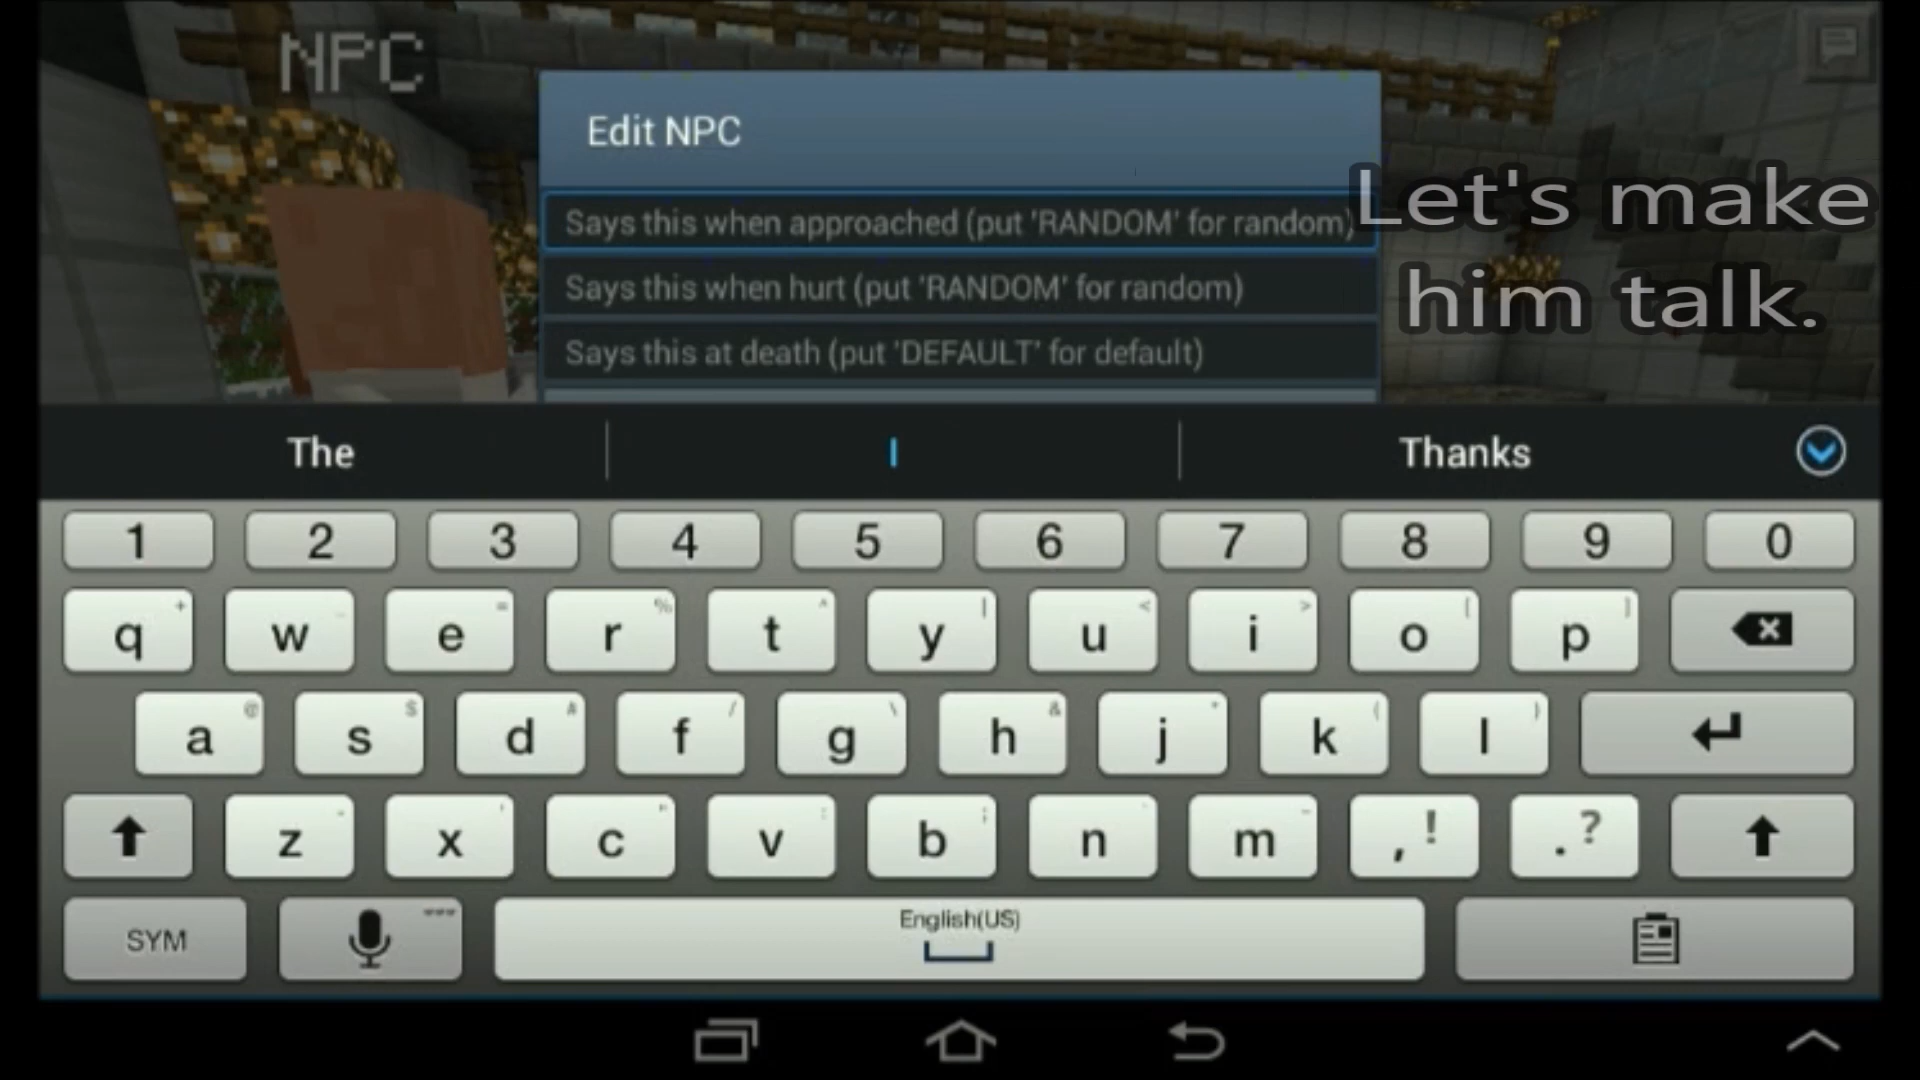 NPC
Edit NPC
Says this when approached (put 'RANDOM' for random)
Let's make
him talk.
Says this when hurt (put 'RANDOM' for random)
Says this at death (put 'DEFAULT' for default)
The I Thanks
1 2 3 4 5 6 7 8 9 0
q + w _ e = r % t ^ y | u < i > o [ p ]
a @ s $ d # f / g \ h & j * k ( l )
z - x ' c " v : b ; n m , ! . ?
SYM English(US)